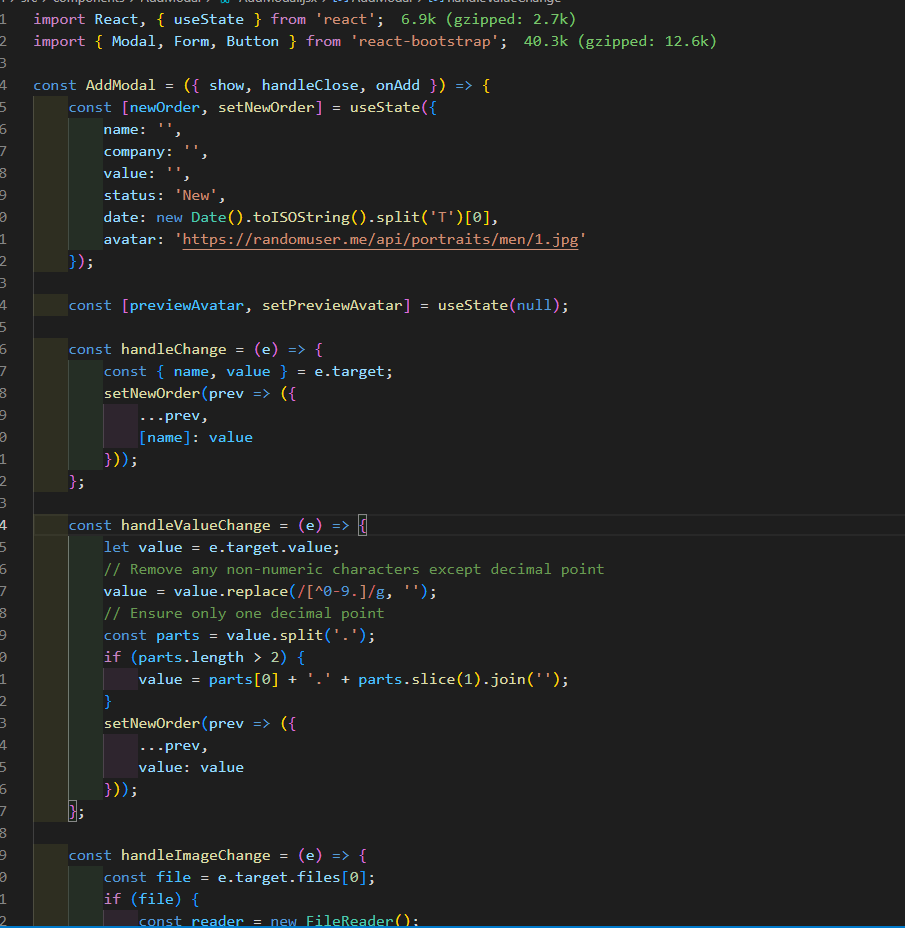 src > components > AddModal > AddModal.jsx > AddModal > handleValueChange
1 import React, { useState } from 'react'; 6.9k (gzipped: 2.7k)
2 import { Modal, Form, Button } from 'react-bootstrap'; 40.3k (gzipped: 12.6k)
3
4 const AddModal = ({ show, handleClose, onAdd }) => {
5 const [newOrder, setNewOrder] = useState({
6 name: '',
7 company: '',
8 value: '',
9 status: 'New',
0 date: new Date().toISOString().split('T')[0],
1 avatar: 'https://randomuser.me/api/portraits/men/1.jpg'
2 });
3
4 const [previewAvatar, setPreviewAvatar] = useState(null);
5
6 const handleChange = (e) => {
7 const { name, value } = e.target;
8 setNewOrder(prev => ({
9 ...prev,
0 [name]: value
1 }));
2 };
3
4 const handleValueChange = (e) => {
5 let value = e.target.value;
6 // Remove any non-numeric characters except decimal point
7 value = value.replace(/[^0-9.]/g, '');
8 // Ensure only one decimal point
9 const parts = value.split('.');
0 if (parts.length > 2) {
1 value = parts[0] + '.' + parts.slice(1).join('');
2 }
3 setNewOrder(prev => ({
4 ...prev,
5 value: value
6 }));
7 };
8
9 const handleImageChange = (e) => {
0 const file = e.target.files[0];
1 if (file) {
2 const reader = new FileReader();